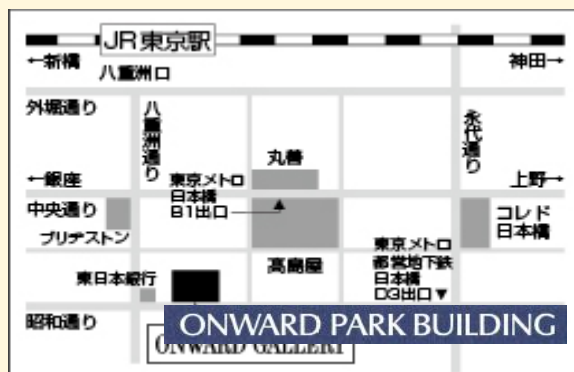 JR東京駅
←新橋
神田→
八重洲口
外堀通り
八重洲通り
永代通り
丸善
←銀座
上野→
東京メトロ
日本橋
B1出口
中央通り
ブリヂストン
コレド
日本橋
高島屋
東京メトロ
都営地下鉄
日本橋
D3出口▼
東日本銀行
昭和通り
ONWARD PARK BUILDING
ONWARD GALLERY